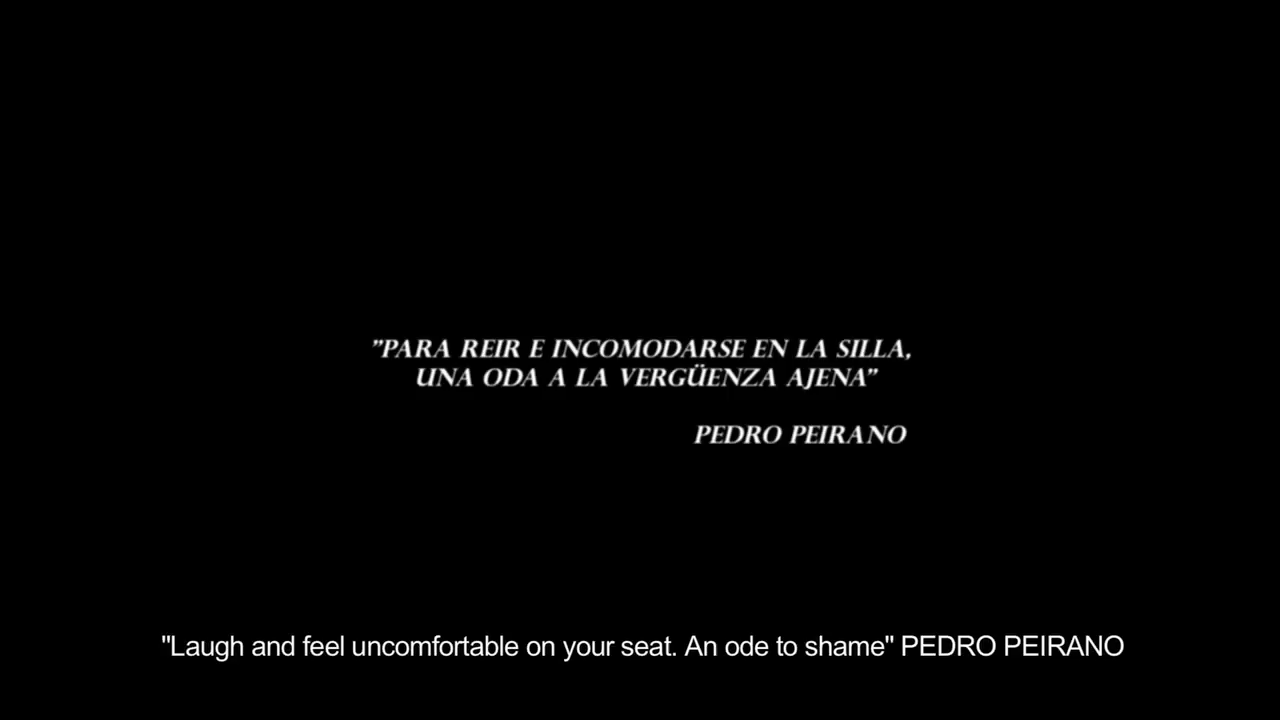 ”PARA REIR E INCOMODARSE EN LA SILLA,
UNA ODA A LA VERGÜENZA AJENA”
PEDRO PEIRANO
"Laugh and feel uncomfortable on your seat. An ode to shame" PEDRO PEIRANO